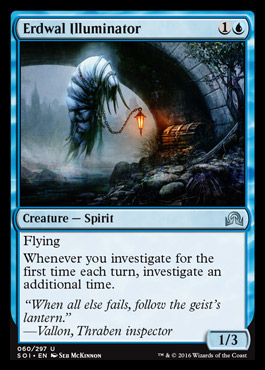 Erdwal Illuminator 1
Creature — Spirit
Flying
Whenever you investigate for the
first time each turn, investigate an
additional time.
“When all else fails, follow the geist’s
lantern.”
—Vallon, Thraben inspector
1/3
060/297 U
SOI • EN Seb McKinnon
™ & © 2016 Wizards of the Coast